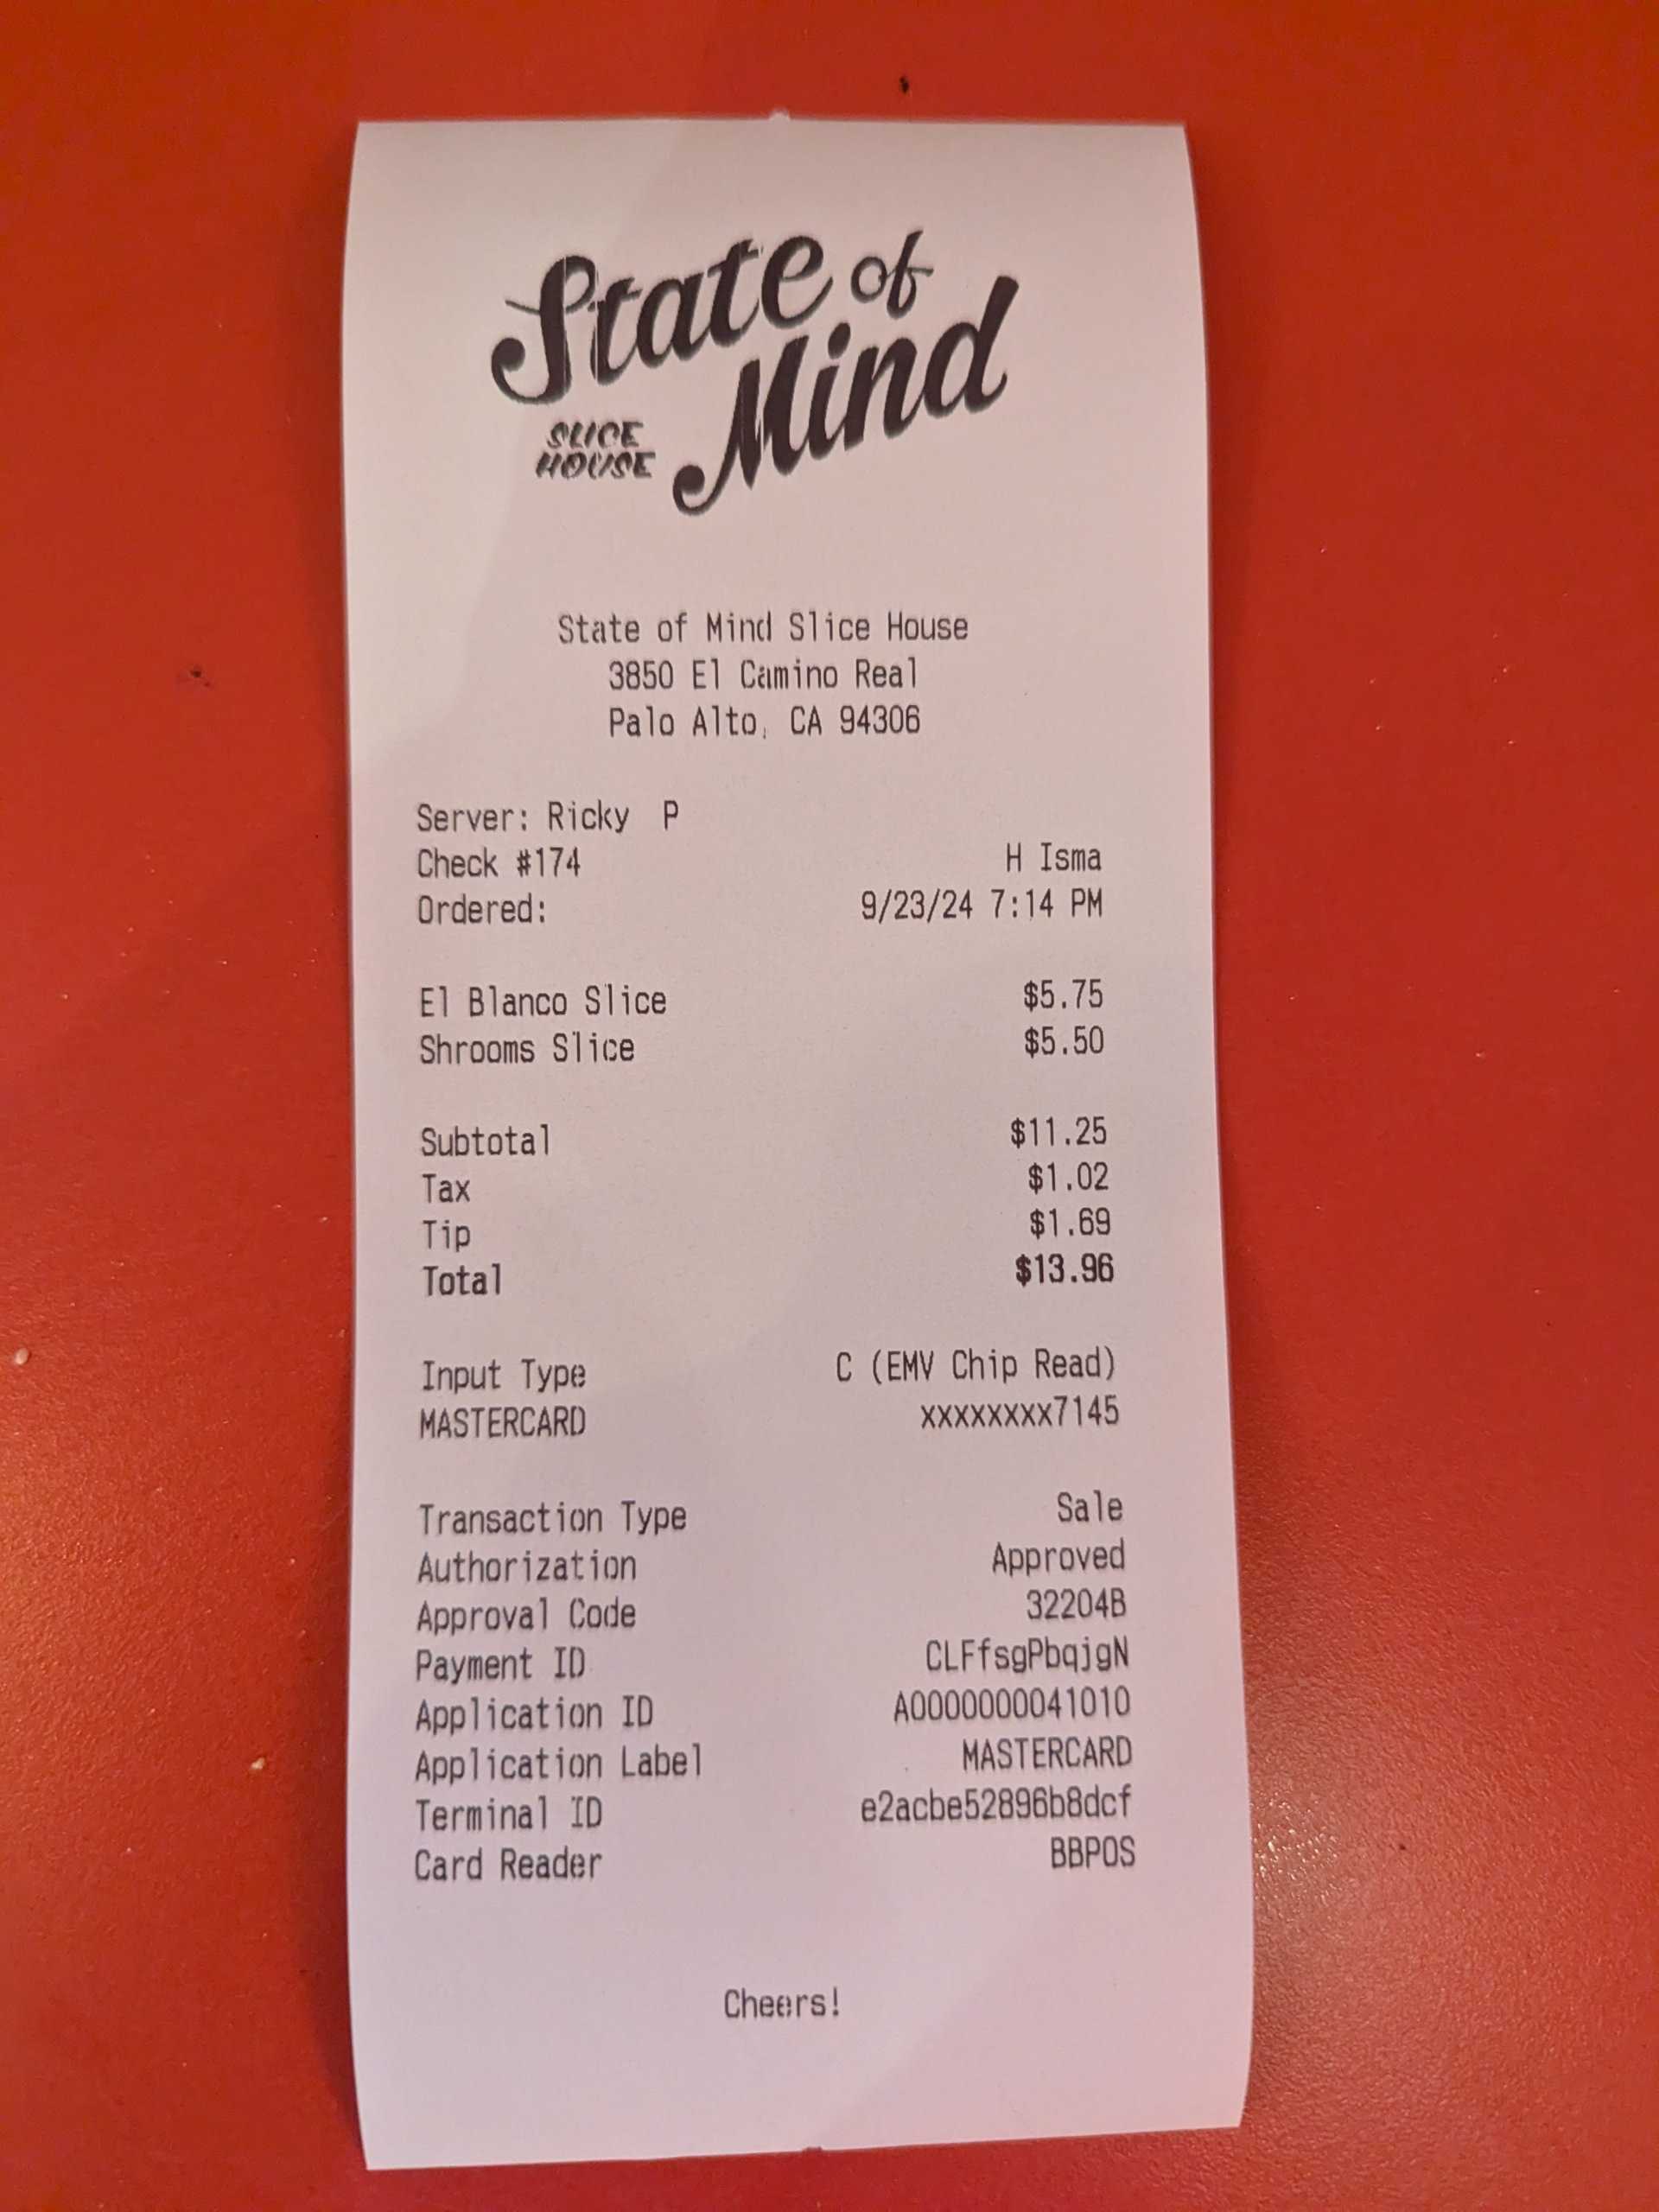 State of
Mind
SLICE
HOUSE
State of Mind Slice House
3850 El Camino Real
Palo Alto, CA 94306
Server: Ricky P
Check #174 H Isma
Ordered: 9/23/24 7:14 PM
El Blanco Slice $5.75
Shrooms Slice $5.50
Subtotal $11.25
Tax $1.02
Tip $1.69
Total $13.96
Input Type C (EMV Chip Read)
MASTERCARD xxxxxxxx7145
Transaction Type Sale
Authorization Approved
Approval Code 32204B
Payment ID CLFfsgPbqjgN
Application ID A0000000041010
Application Label MASTERCARD
Terminal ID e2acbe52896b8dcf
Card Reader BBPOS
Cheers!